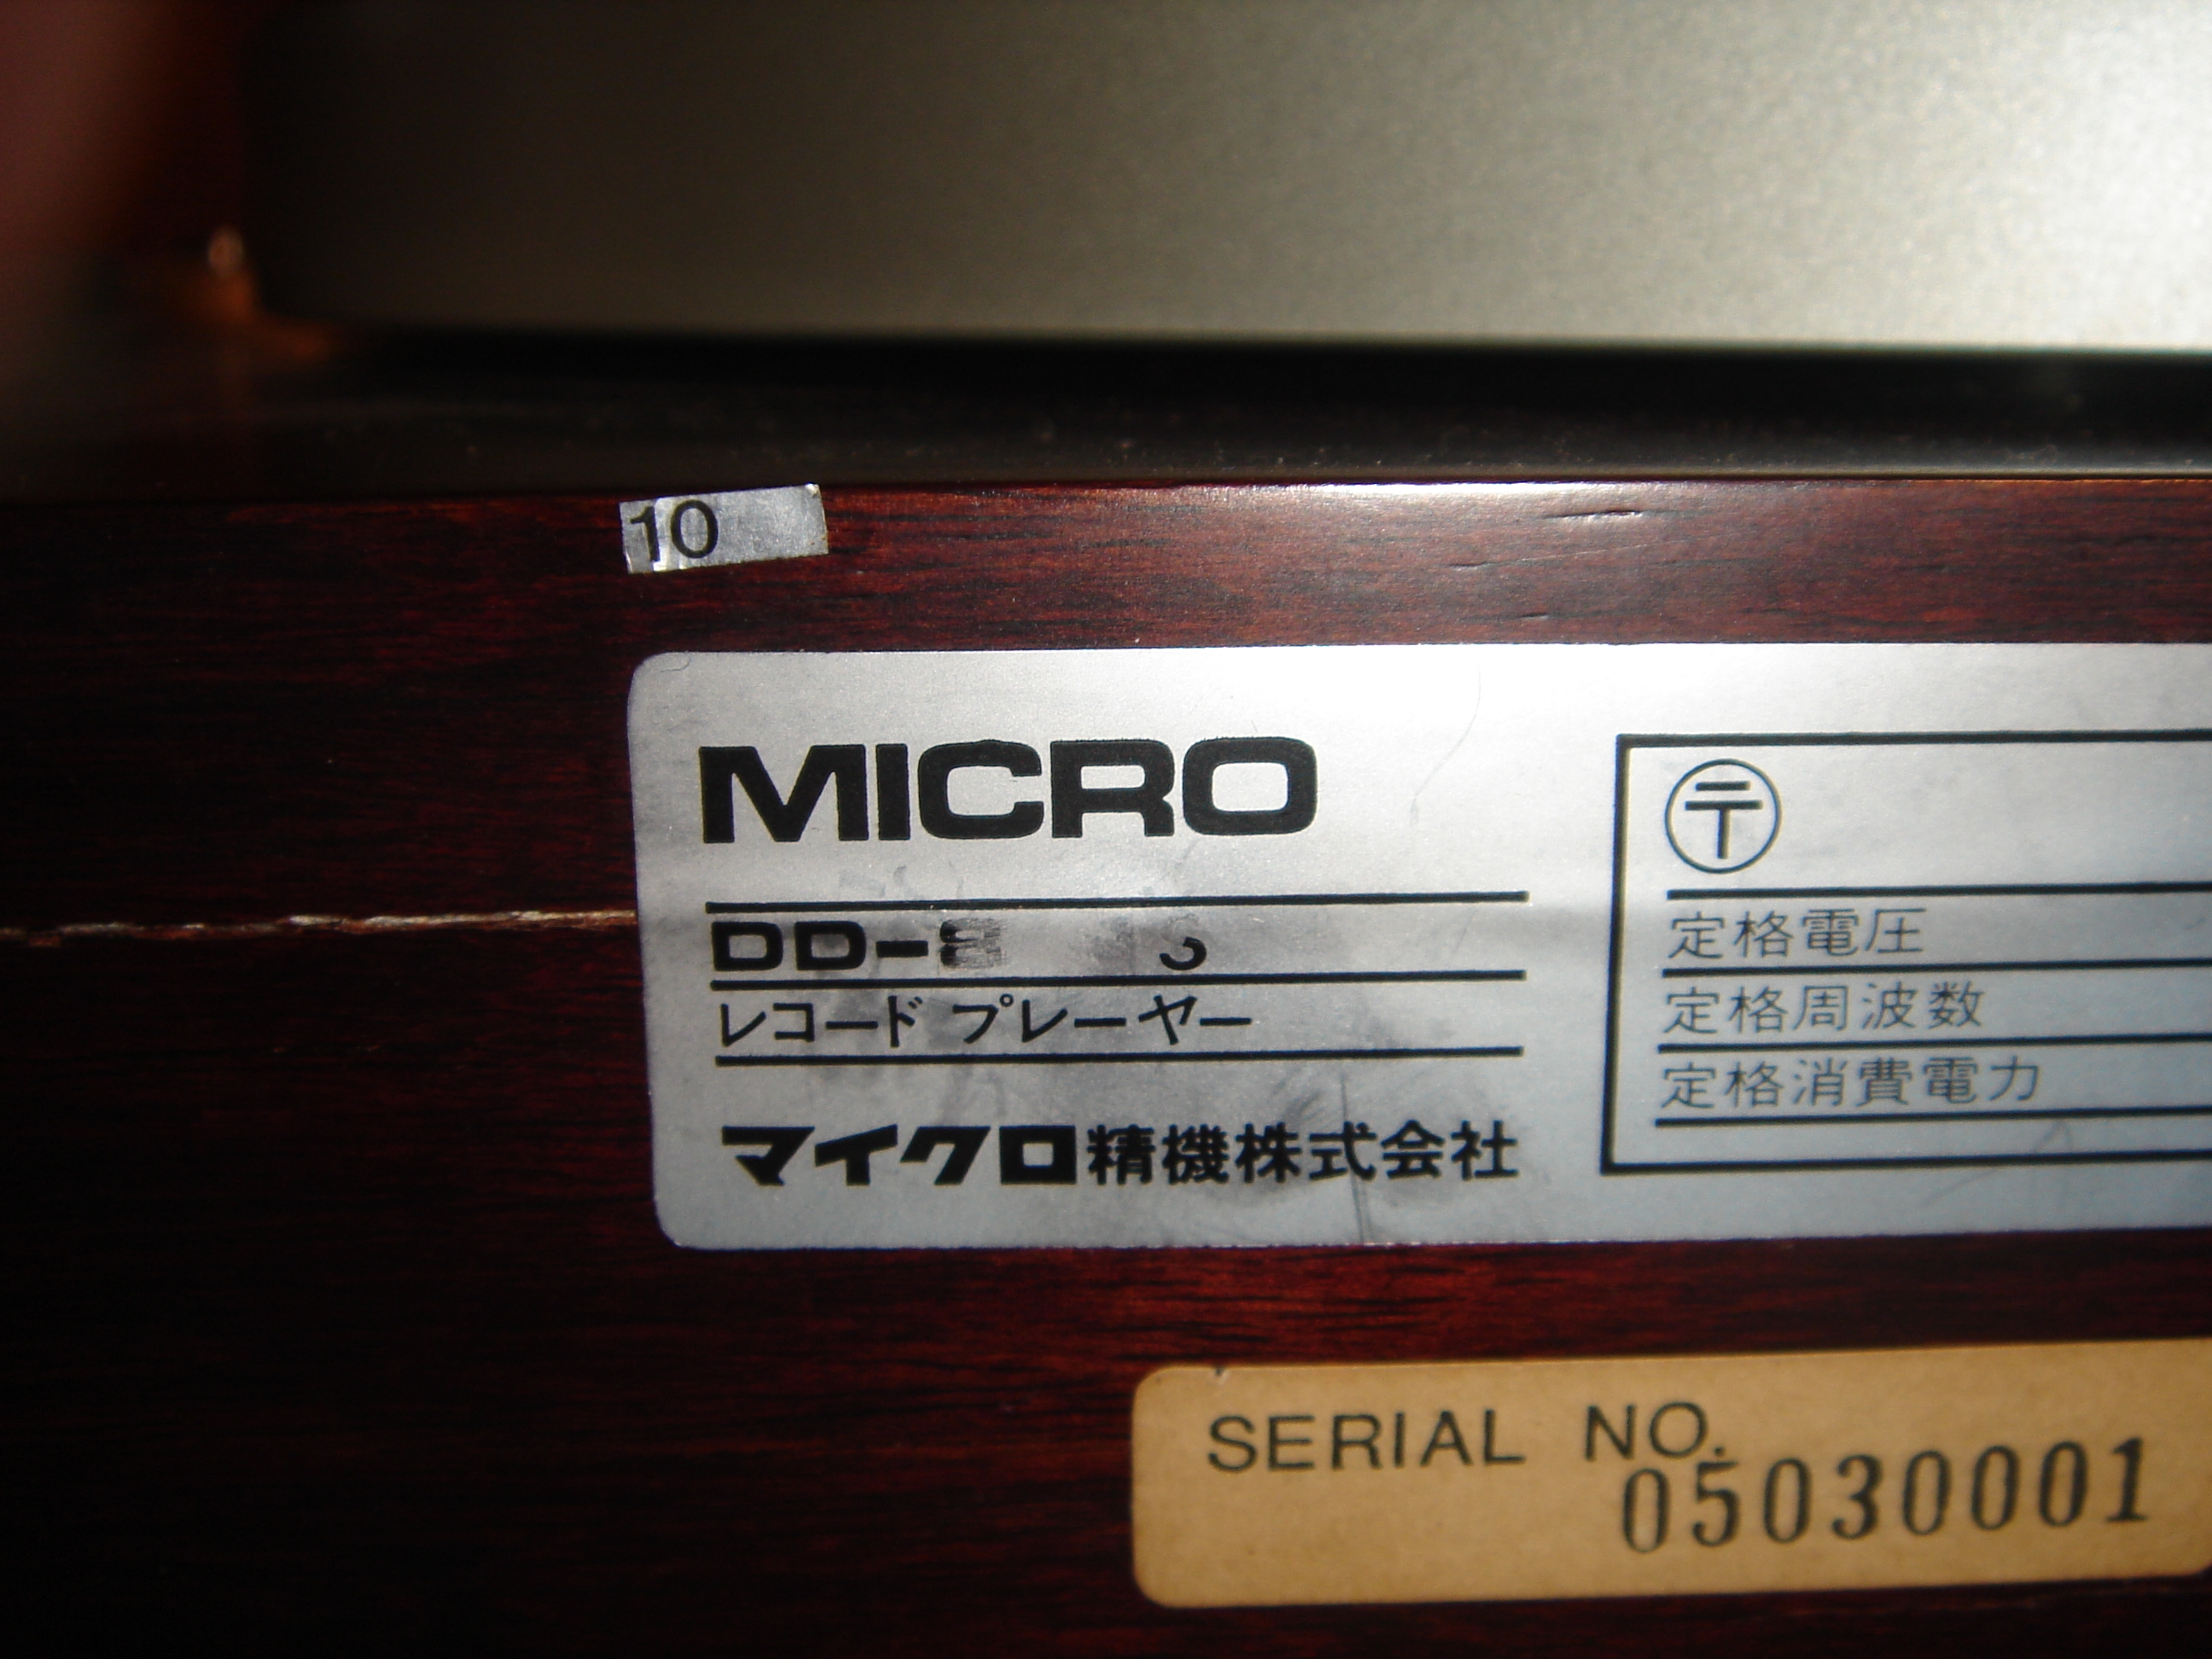 10
MICRO
DD-8
レコード プレーヤー
マイクロ精機株式会社
〒
定格電圧
定格周波数
定格消費電力
SERIAL NO.
05030001